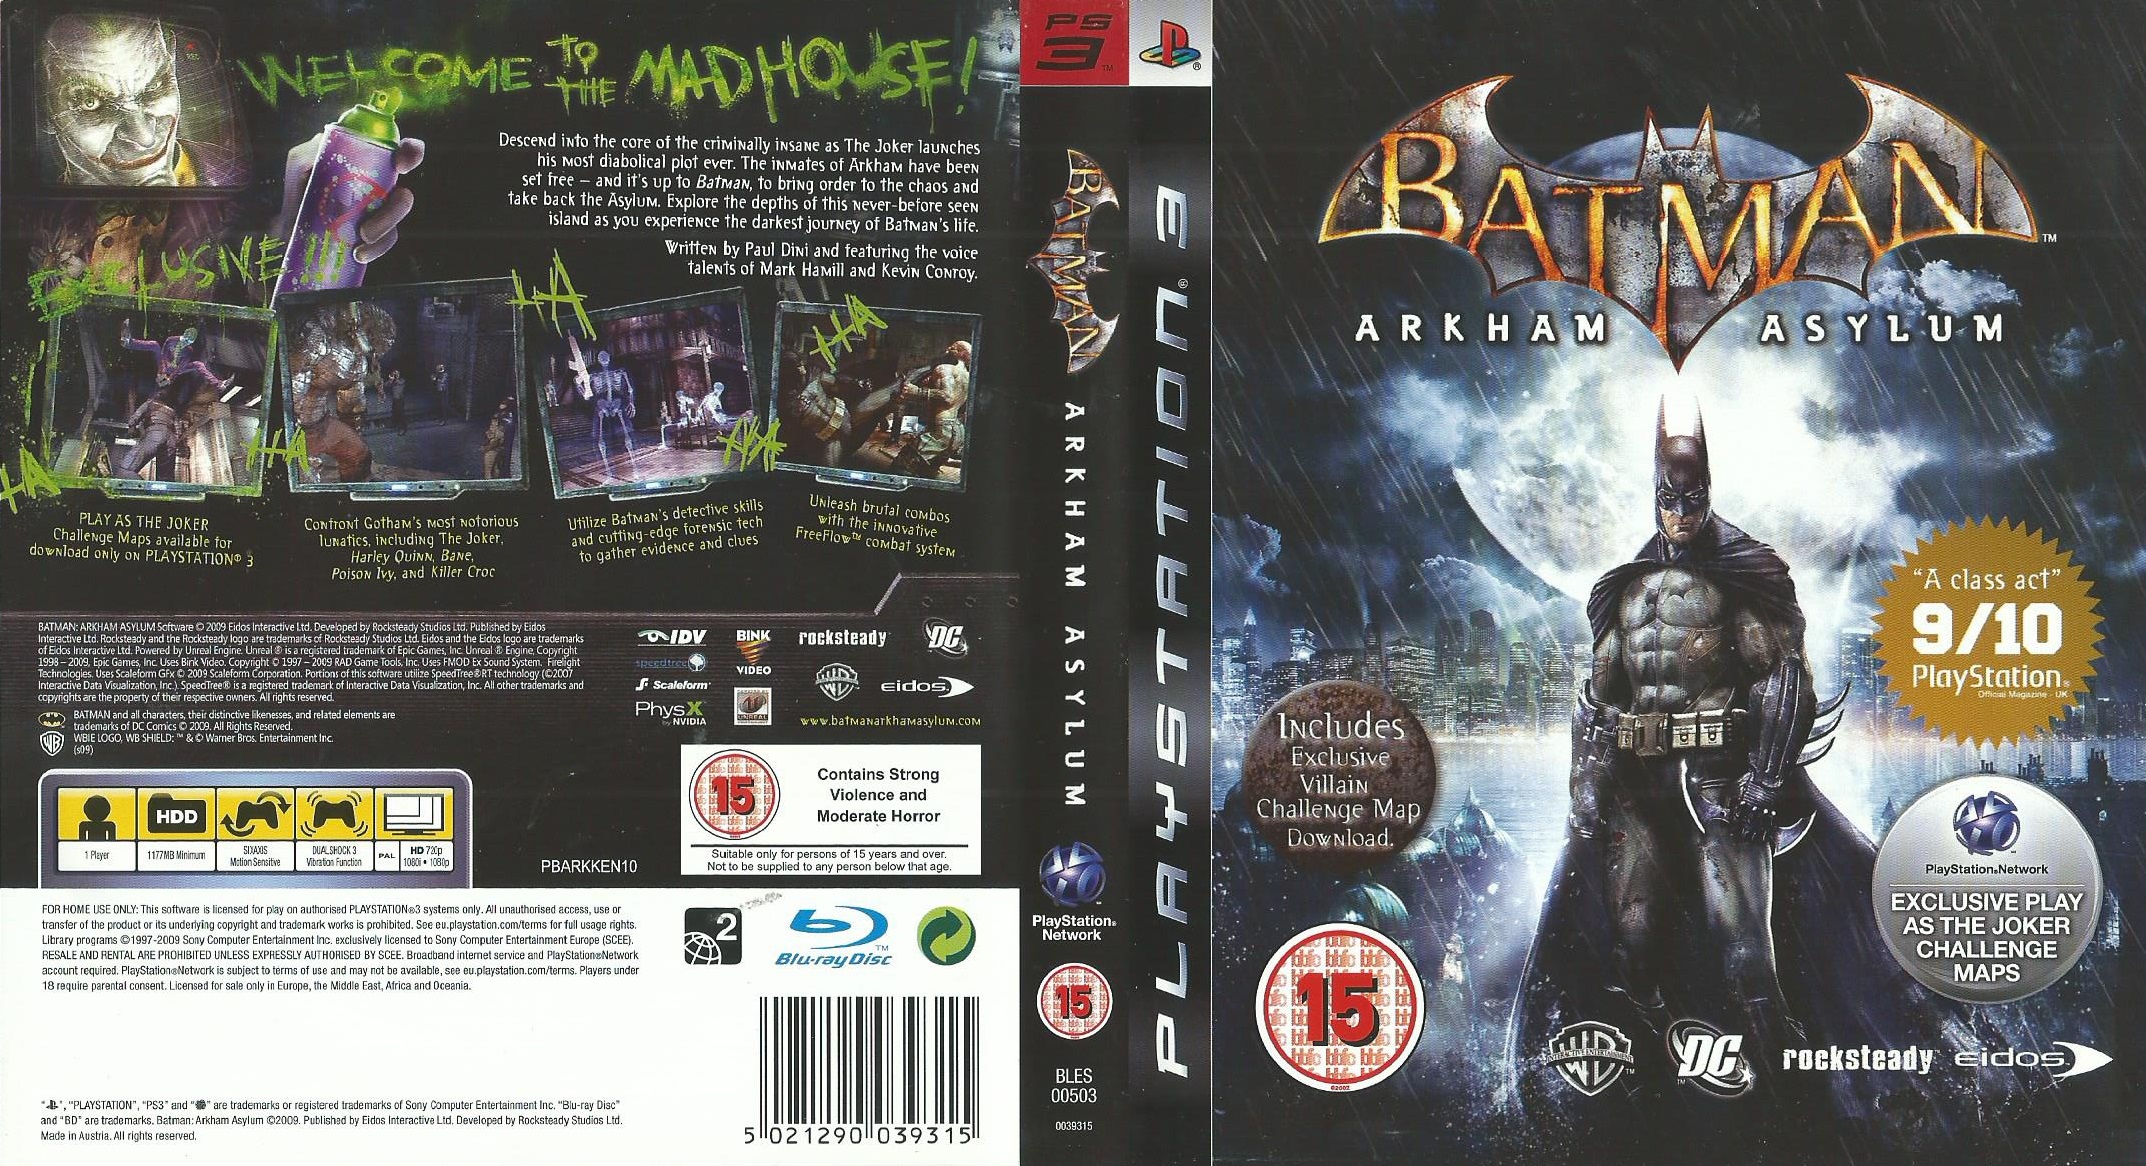 WELCOME TO THE MADHOUSE!
Descend into the core of the criminally insane as The Joker launches
his most diabolical plot ever. The inmates of Arkham have been
set free – and it's up to Batman, to bring order to the chaos and
take back the Asylum. Explore the depths of this never-before seen
island as you experience the darkest journey of Batman's life.
Written by Paul Dini and featuring the voice
talents of Mark Hamill and Kevin Conroy.
EXCLUSIVE!!!
HA
HA
HA
HA
HA
PLAY AS THE JOKER
Challenge Maps available for
download only on PLAYSTATION® 3
Confront Gotham's most notorious
lunatics, including The Joker,
Harley Quinn, Bane,
Poison Ivy, and Killer Croc
Utilize Batman's detective skills
and cutting-edge forensic tech
to gather evidence and clues
Unleash brutal combos
with the innovative
FreeFlow™ combat system
BATMAN: ARKHAM ASYLUM Software © 2009 Eidos Interactive Ltd. Developed by Rocksteady Studios Ltd. Published by Eidos
Interactive Ltd. Rocksteady and the Rocksteady logo are trademarks of Rocksteady Studios Ltd. Eidos and the Eidos logo are trademarks
of Eidos Interactive Ltd. Powered by Unreal Engine. Unreal ® is a registered trademark of Epic Games, Inc. Unreal ® Engine, Copyright
1998 – 2009, Epic Games, Inc. Uses Bink Video. Copyright © 1997 – 2009 RAD Game Tools, Inc. Uses FMOD Ex Sound System. Firelight
Technologies. Uses Scaleform GFx © 2009 Scaleform Corporation. Portions of this software utilize SpeedTree®RT technology (©2007
Interactive Data Visualization, Inc.). SpeedTree® is a registered trademark of Interactive Data Visualization, Inc. All other trademarks and
copyrights are the property of their respective owners. All rights reserved.
BATMAN and all characters, their distinctive likenesses, and related elements are
trademarks of DC Comics © 2009. All Rights Reserved.
WBIE LOGO, WB SHIELD: ™ & © Warner Bros. Entertainment Inc.
(s09)
IDV
speedtree
Scaleform
PhysX
by NVIDIA
BINK
VIDEO
UNREAL
rocksteady
DC
WB
eidos
www.batmanarkhamasylum.com
15
Contains Strong
Violence and
Moderate Horror
Suitable only for persons of 15 years and over.
Not to be supplied to any person below that age.
HDD
1 Player
1177MB Minimum
SIXAXIS
Motion Sensitive
DUALSHOCK 3
Vibration Function
PAL
HD 720p
1080i • 1080p
PBARKKEN10
FOR HOME USE ONLY: This software is licensed for play on authorised PLAYSTATION®3 systems only. All unauthorised access, use or
transfer of the product or its underlying copyright and trademark works is prohibited. See eu.playstation.com/terms for full usage rights.
Library programs ©1997-2009 Sony Computer Entertainment Inc. exclusively licensed to Sony Computer Entertainment Europe (SCEE).
RESALE AND RENTAL ARE PROHIBITED UNLESS EXPRESSLY AUTHORISED BY SCEE. Broadband internet service and PlayStation®Network
account required. PlayStation®Network is subject to terms of use and may not be available, see eu.playstation.com/terms. Players under
18 require parental consent. Licensed for sale only in Europe, the Middle East, Africa and Oceania.
2
Blu-ray Disc™
5 021290 039315
", "PLAYSTATION", "PS3" and "" are trademarks or registered trademarks of Sony Computer Entertainment Inc. "Blu-ray Disc"
and "BD" are trademarks. Batman: Arkham Asylum ©2009. Published by Eidos Interactive Ltd. Developed by Rocksteady Studios Ltd.
Made in Austria. All rights reserved.
PS3™
BATMAN
ARKHAM ASYLUM
PlayStation®
Network
15
BLES
00503
0039315
PLAYSTATION® 3
BATMAN™
ARKHAM ASYLUM
"A class act"
9/10
PlayStation®
Official Magazine - UK
Includes
Exclusive
Villain
Challenge Map
Download.
PlayStation®Network
EXCLUSIVE PLAY
AS THE JOKER
CHALLENGE
MAPS
15
WB
INTERACTIVE ENTERTAINMENT
DC
rocksteady
eidos